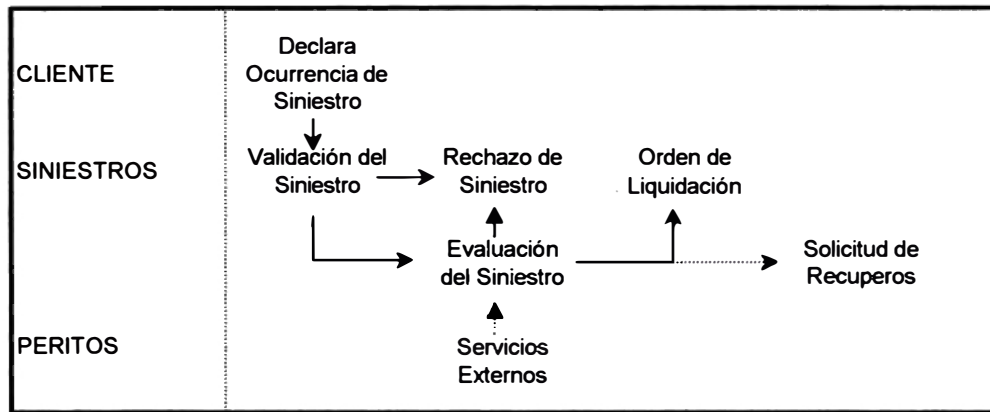 CLIENTE
Declara
Ocurrencia de
Siniestro
SINIESTROS
Validación del
Siniestro
Rechazo de
Siniestro
Orden de
Liquidación
Evaluación
del Siniestro
Solicitud de
Recuperos
PERITOS
Servicios
Externos